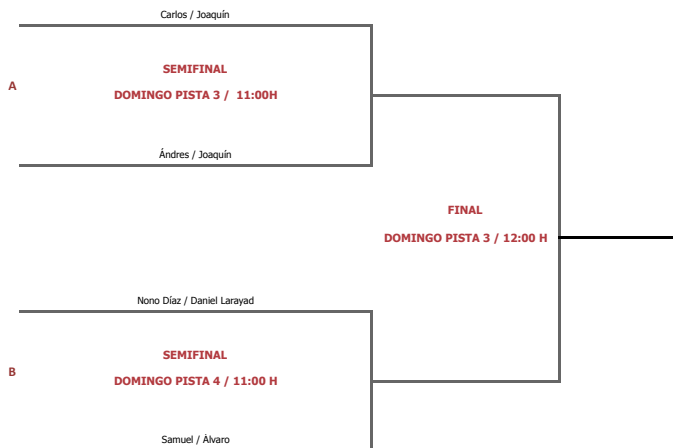 Carlos / Joaquín
SEMIFINAL
A
DOMINGO PISTA 3 / 11:00H
Ándres / Joaquín
FINAL
DOMINGO PISTA 3 / 12:00 H
Nono Díaz / Daniel Larayad
SEMIFINAL
B
DOMINGO PISTA 4 / 11:00 H
Samuel / Álvaro